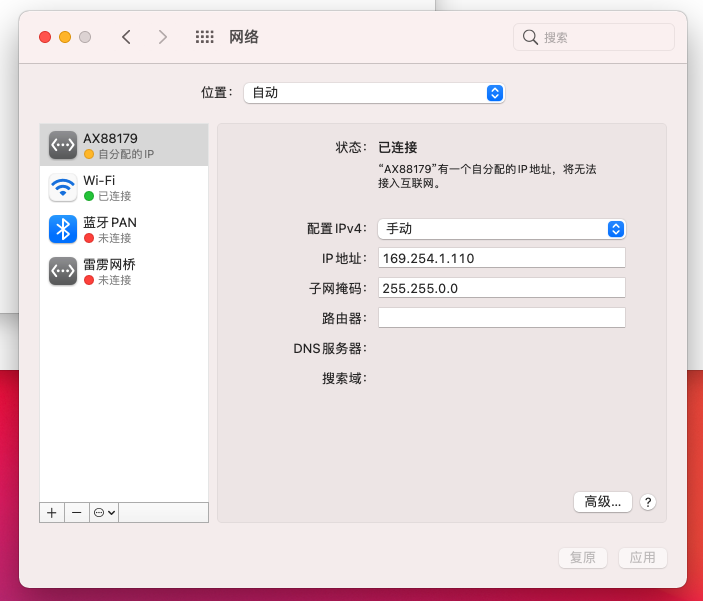 网络
搜索
位置：
自动
AX88179
自分配的IP
Wi-Fi
已连接
蓝牙 PAN
未连接
雷雳网桥
未连接
状态： 已连接
“AX88179”有一个自分配的IP地址，将无法
接入互联网。
配置 IPv4： 手动
IP 地址： 169.254.1.110
子网掩码： 255.255.0.0
路由器：
DNS 服务器：
搜索域：
高级... ?
复原 应用